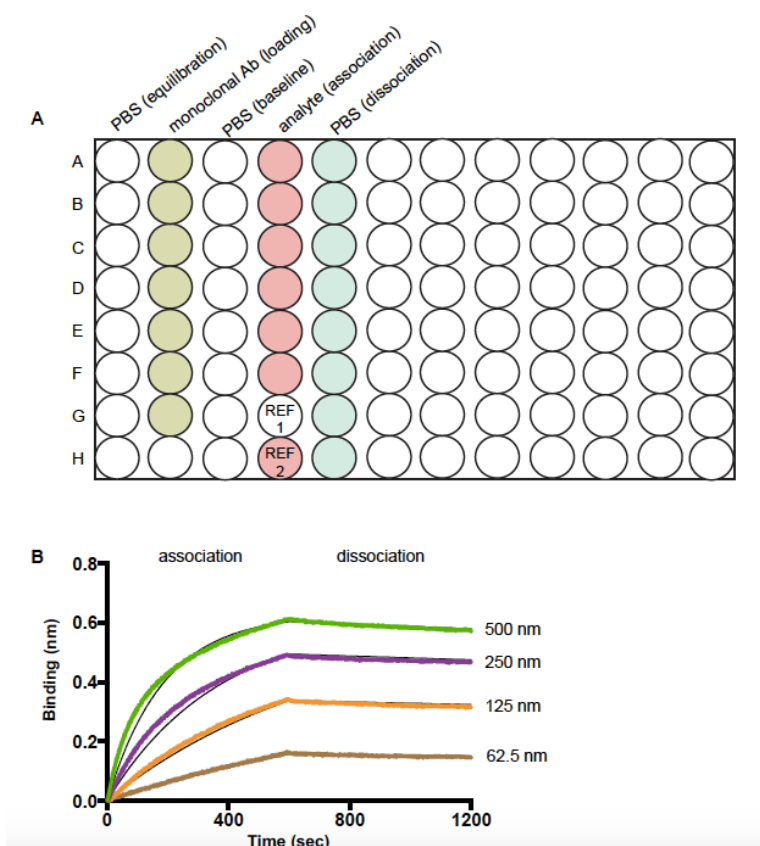 PBS (equilibration)
monoclonal Ab (loading)
PBS (baseline)
analyte (association)
PBS (dissociation)
A
A
B
C
D
E
F
G
REF
1
H
REF
2
B
association
dissociation
0.8
0.6
0.4
0.2
0.0
Binding (nm)
500 nm
250 nm
125 nm
62.5 nm
0
400
800
1200
Time (sec)